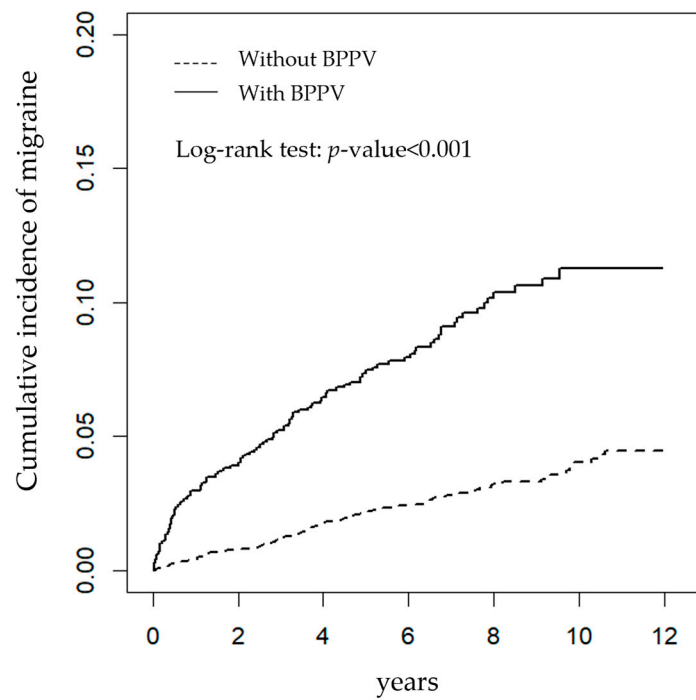 Cumulative incidence of migraine
0.20
0.15
0.10
0.05
0.00
Without BPPV
With BPPV
Log-rank test: p-value<0.001
0 2 4 6 8 10 12
years